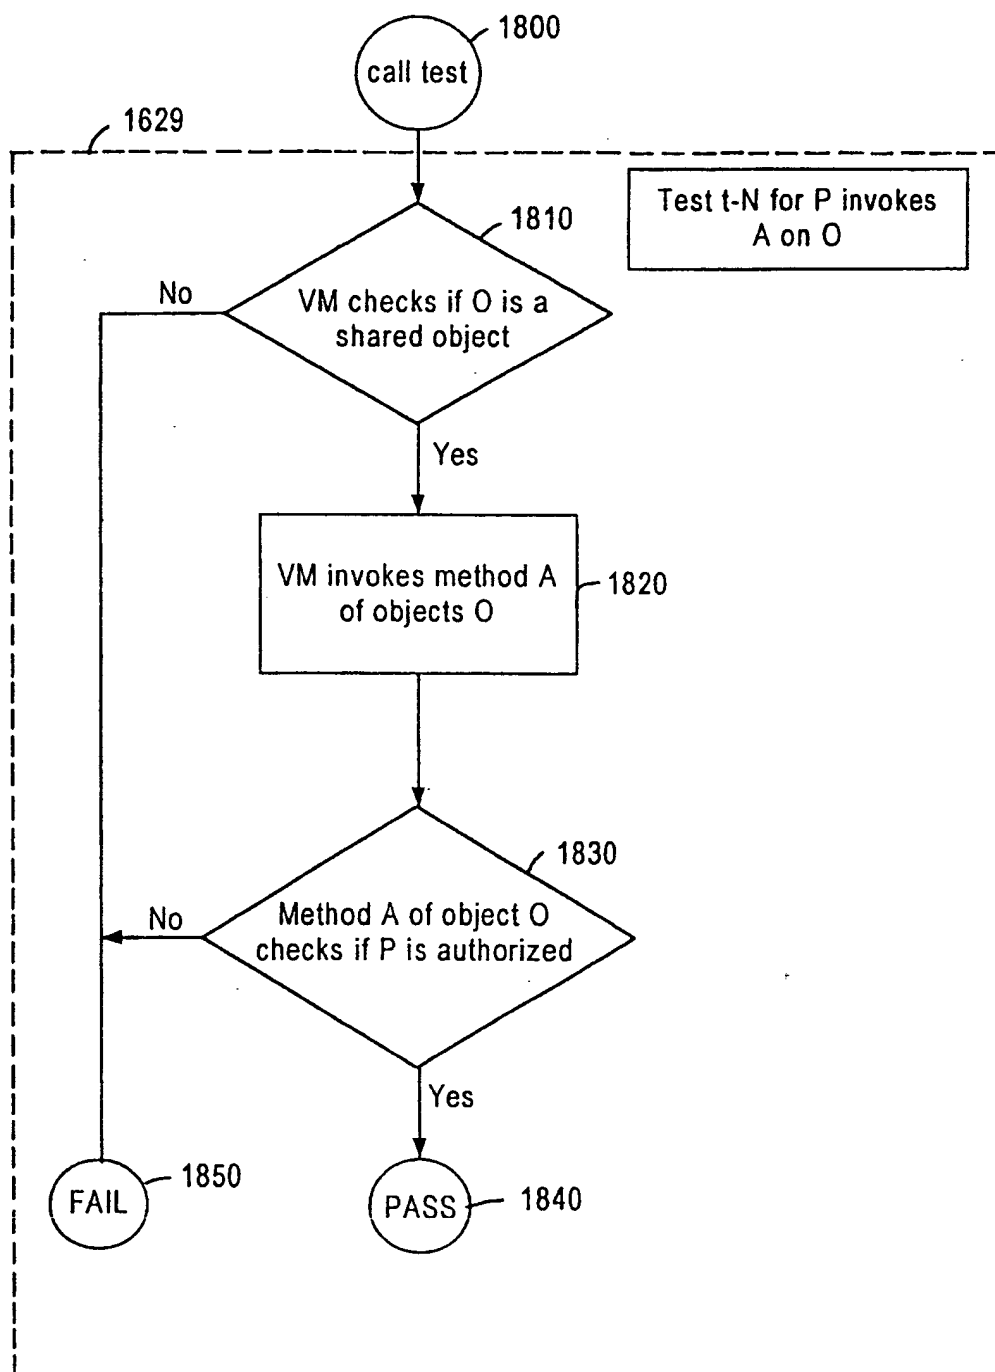 1800
call test
1629
Test t-N for P invokes
A on O
1810
No
VM checks if O is a
shared object
Yes
VM invokes method A
of objects O
1820
1830
No
Method A of object O
checks if P is authorized
Yes
FAIL
1850
PASS
1840